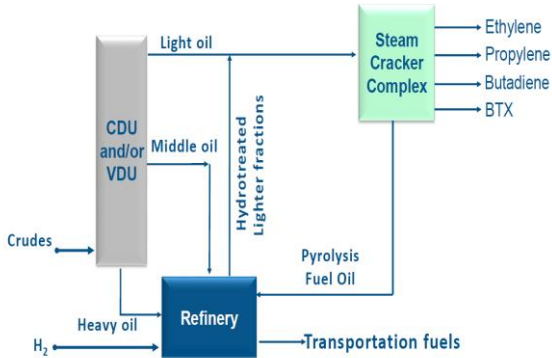 Light oil
Steam
Cracker
Complex
Ethylene
Propylene
Butadiene
BTX
CDU
and/or
VDU
Middle oil
Hydrotreated
Lighter fractions
Crudes
Pyrolysis
Fuel Oil
Heavy oil
Refinery
H₂
Transportation fuels